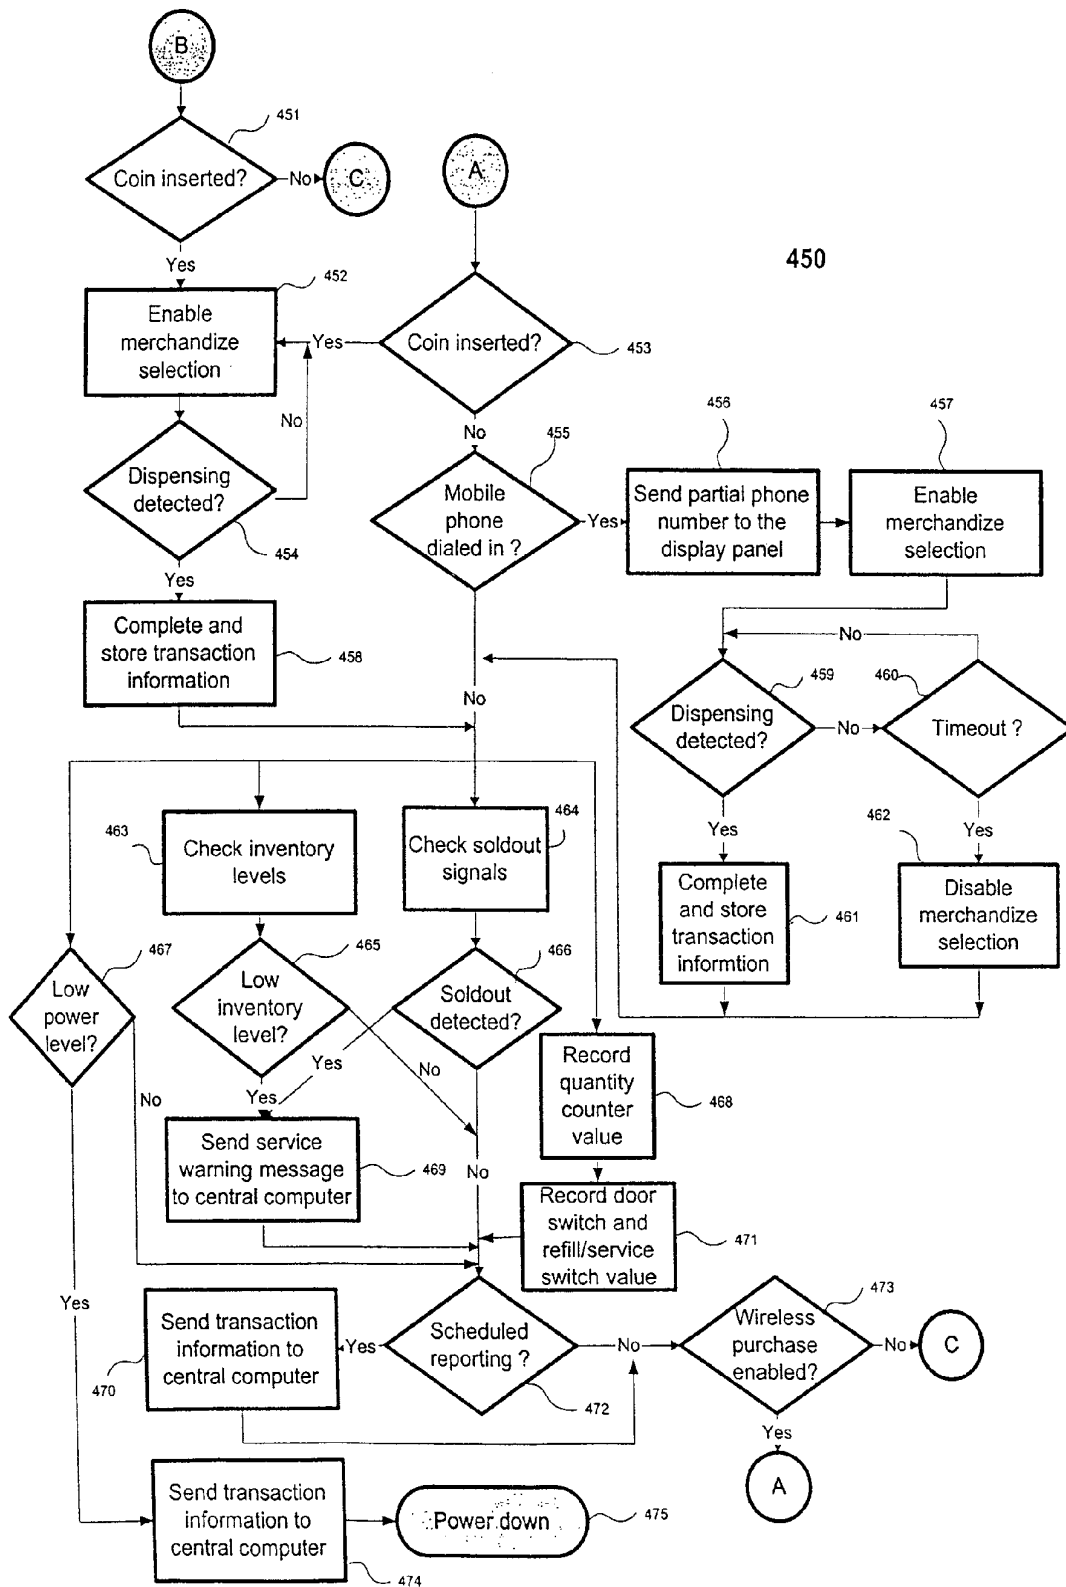 B
451
Coin inserted?
No
C
A
Yes
450
452
Enable
merchandize
selection
Yes
Coin inserted?
453
No
No
455
456
457
Dispensing
detected?
454
Mobile
phone
dialed in ?
Yes
Send partial phone
number to the
display panel
Enable
merchandize
selection
Yes
Complete and
store transaction
information
458
No
No
No
459
460
Dispensing
detected?
No
Timeout ?
463
Check inventory
levels
464
Check soldout
signals
Yes
Yes
462
Complete
and store
transaction
informtion
461
Disable
merchandize
selection
467
Low
power
level?
465
Low
inventory
level?
466
Soldout
detected?
Yes
No
No
Yes
Record
quantity
counter
value
468
Send service
warning message
to central computer
469
No
Record door
switch and
refill/service
switch value
471
Yes
Send transaction
information to
central computer
470
Yes
Scheduled
reporting ?
472
No
473
Wireless
purchase
enabled?
No
C
Yes
A
Send transaction
information to
central computer
474
Power down
475